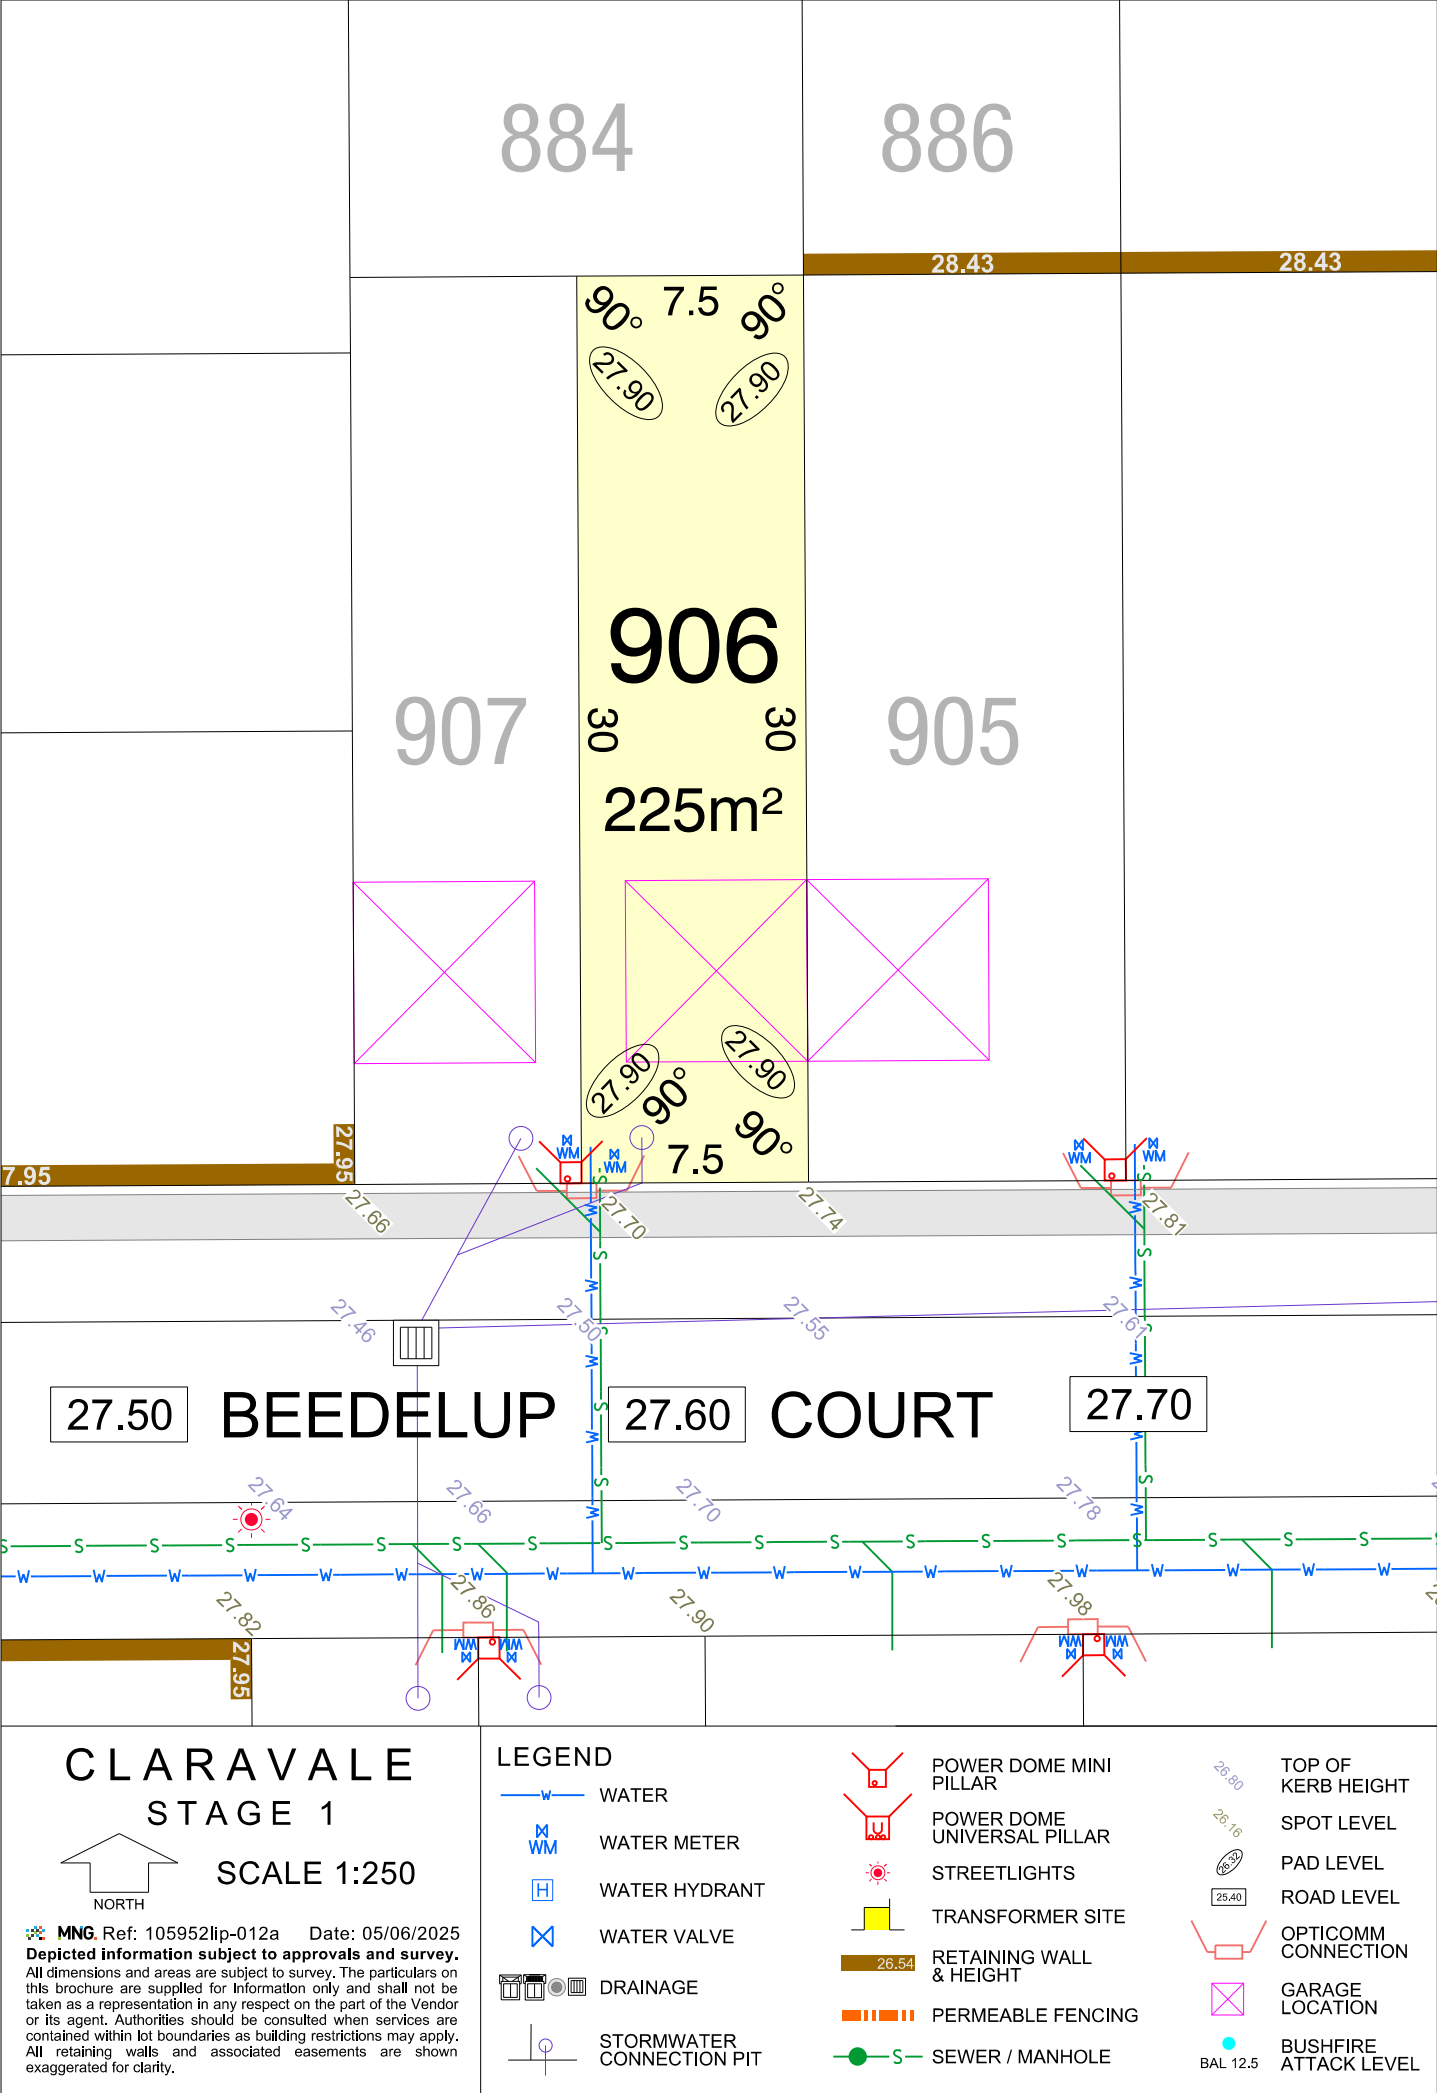 884
886
28.43
28.43
90°
7.5
90°
27.90
27.90
906
907
30
30
905
225m²
27.90
27.90
90°
90°
7.5
27.95
7.95
WM
WM
WM
WM
27.66
27.70
27.74
27.81
27.46
27.50
27.55
27.61
27.50
BEEDELUP
27.60
COURT
27.70
27.64
27.66
27.70
27.78
27.82
27.86
27.90
27.98
27.95
WM
WM
WM
WM
CLARAVALE
STAGE 1
NORTH
SCALE 1:250
MNG. Ref: 105952lip-012a Date: 05/06/2025
Depicted information subject to approvals and survey.
All dimensions and areas are subject to survey. The particulars on
this brochure are supplied for information only and shall not be
taken as a representation in any respect on the part of the Vendor
or its agent. Authorities should be consulted when services are
contained within lot boundaries as building restrictions may apply.
All retaining walls and associated easements are shown
exaggerated for clarity.
LEGEND
W WATER
WM WATER METER
H WATER HYDRANT
WATER VALVE
DRAINAGE
STORMWATER
CONNECTION PIT
POWER DOME MINI
PILLAR
U POWER DOME
UNIVERSAL PILLAR
STREETLIGHTS
TRANSFORMER SITE
26.54 RETAINING WALL
& HEIGHT
PERMEABLE FENCING
S SEWER / MANHOLE
26.80 TOP OF
KERB HEIGHT
26.16 SPOT LEVEL
26.32 PAD LEVEL
25.40 ROAD LEVEL
OPTICOMM
CONNECTION
GARAGE
LOCATION
BAL 12.5 BUSHFIRE
ATTACK LEVEL